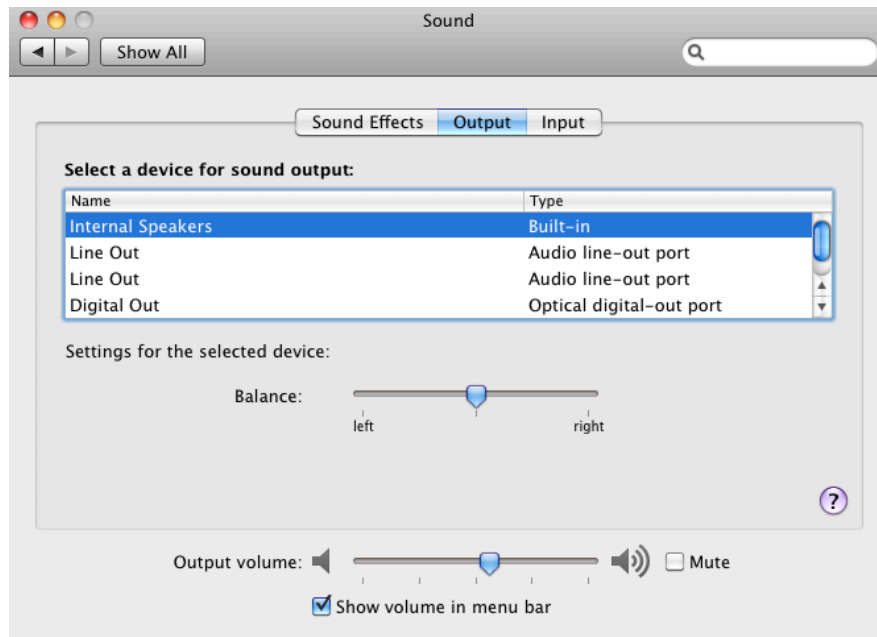 Sound
Show All
Sound Effects Output Input
Select a device for sound output:
Name Type
Internal Speakers Built-in
Line Out Audio line-out port
Line Out Audio line-out port
Digital Out Optical digital-out port
Settings for the selected device:
Balance:
left right
?
Output volume: Mute
Show volume in menu bar